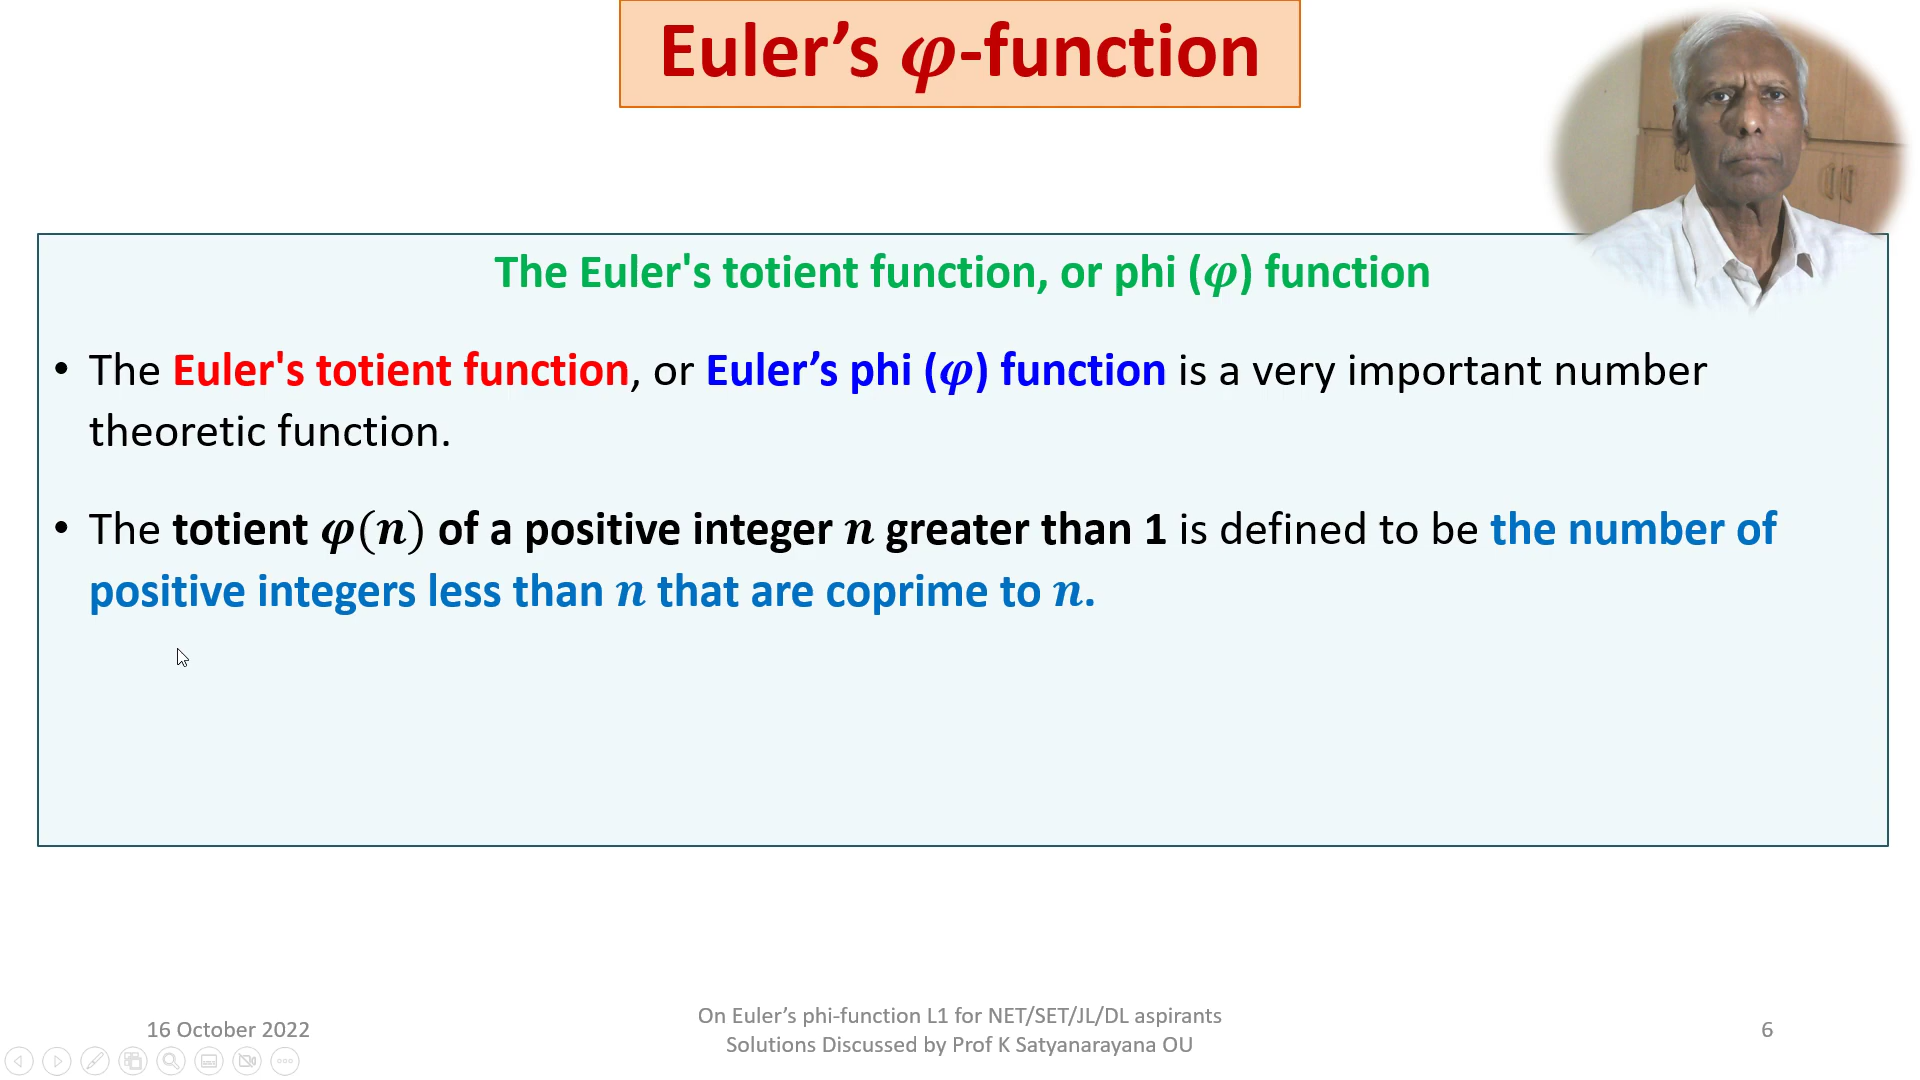 Euler’s φ-function
The Euler's totient function, or phi (φ) function
• The Euler's totient function, or Euler’s phi (φ) function is a very important number
theoretic function.
• The totient φ(n) of a positive integer n greater than 1 is defined to be the number of
positive integers less than n that are coprime to n.
16 October 2022
On Euler’s phi-function L1 for NET/SET/JL/DL aspirants
Solutions Discussed by Prof K Satyanarayana OU
6